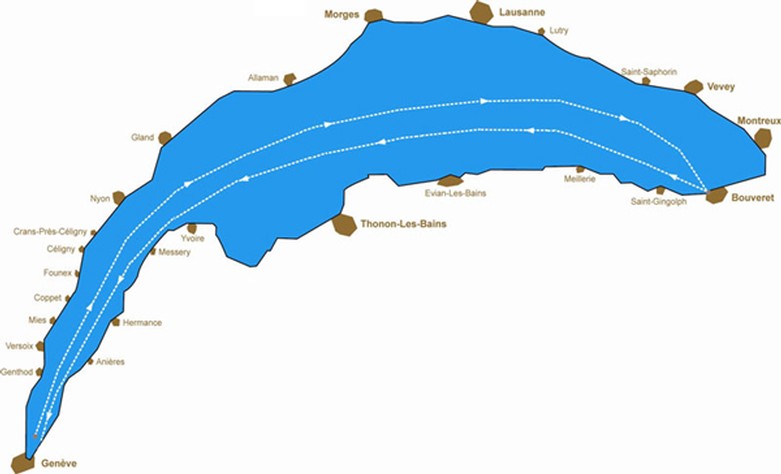 Lausanne
Morges
Lutry
Saint-Saphorin
Allaman
Vevey
Montreux
Gland
Meillerie
Evian-Les-Bains
Nyon
Bouveret
Saint-Gingolph
Thonon-Les-Bains
Crans-Près-Céligny
Yvoire
Céligny
Messery
Founex
Coppet
Mies
Hermance
Versoix
Anières
Genthod
Genève